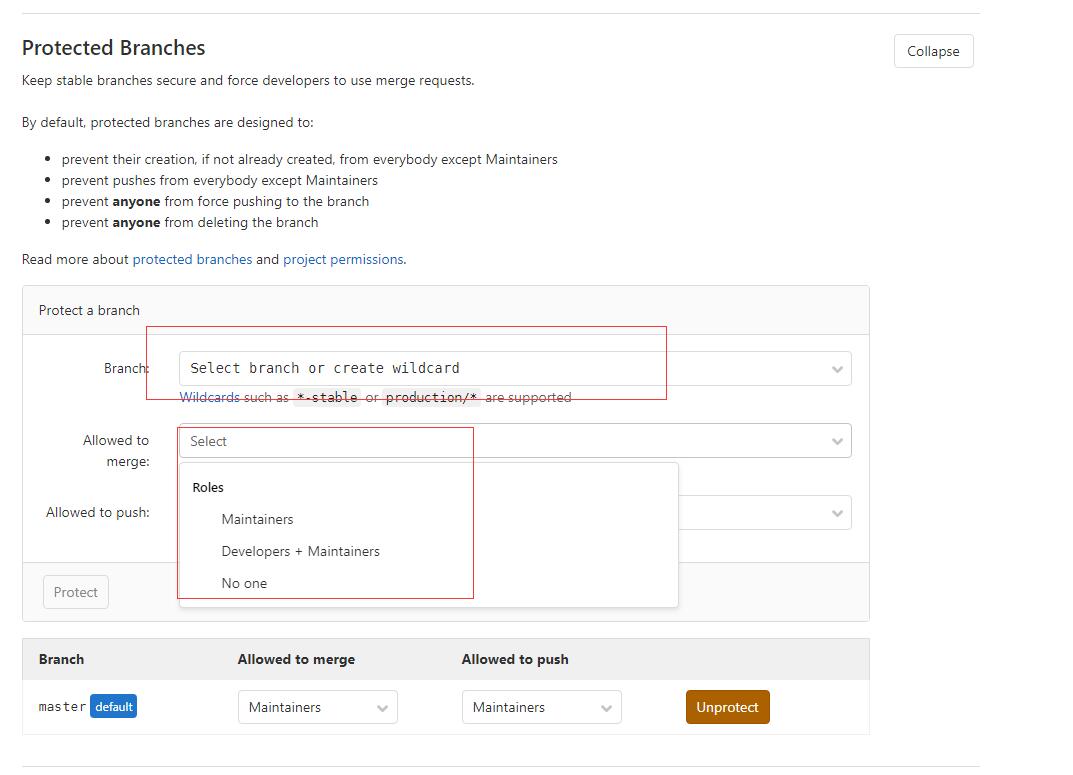 Protected Branches
Collapse
Keep stable branches secure and force developers to use merge requests.
By default, protected branches are designed to:
prevent their creation, if not already created, from everybody except Maintainers
prevent pushes from everybody except Maintainers
prevent anyone from force pushing to the branch
prevent anyone from deleting the branch
Read more about protected branches and project permissions.
Protect a branch
Branch: Select branch or create wildcard
Wildcards such as *-stable or production/* are supported
Allowed to merge: Select
Roles
Maintainers
Allowed to push:
Developers + Maintainers
No one
Protect
Branch Allowed to merge Allowed to push
master default Maintainers Maintainers Unprotect